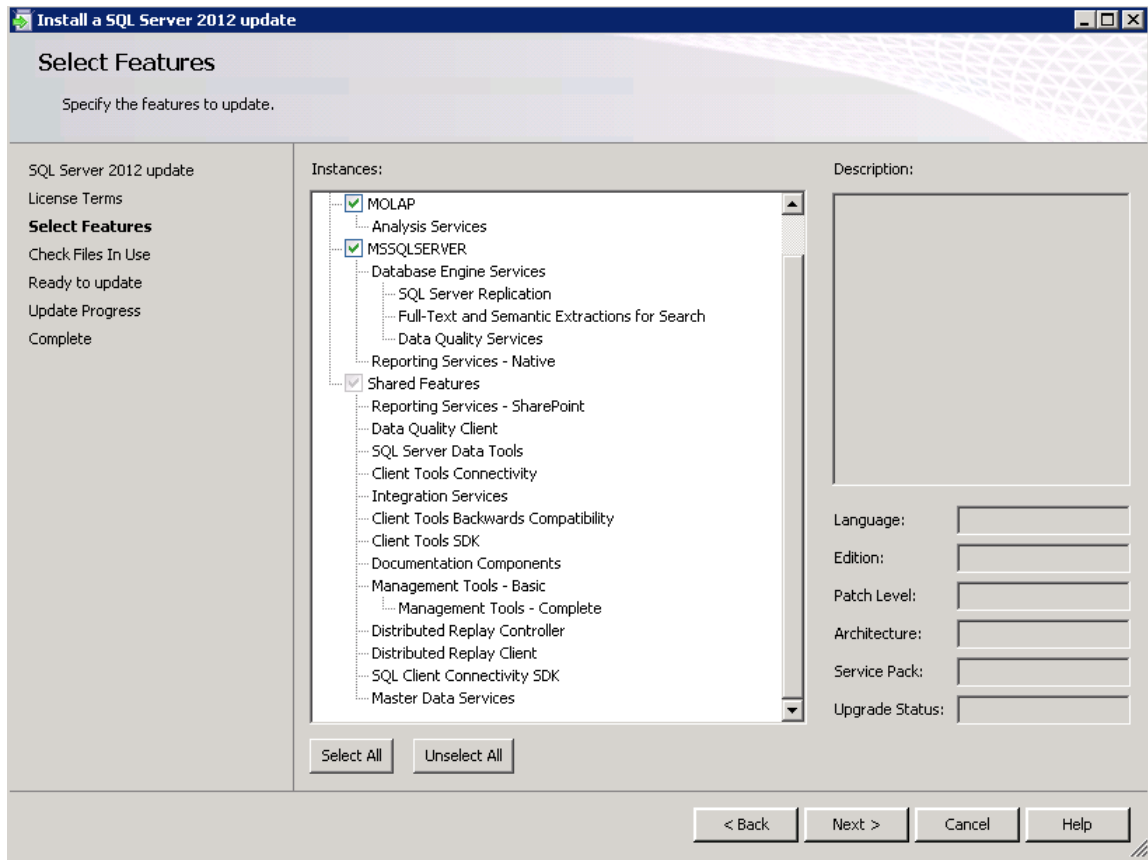 Install a SQL Server 2012 update
Select Features
Specify the features to update.
SQL Server 2012 update
License Terms
Select Features
Check Files In Use
Ready to update
Update Progress
Complete
Instances:
MOLAP
Analysis Services
MSSQLSERVER
Database Engine Services
SQL Server Replication
Full-Text and Semantic Extractions for Search
Data Quality Services
Reporting Services - Native
Shared Features
Reporting Services - SharePoint
Data Quality Client
SQL Server Data Tools
Client Tools Connectivity
Integration Services
Client Tools Backwards Compatibility
Client Tools SDK
Documentation Components
Management Tools - Basic
Management Tools - Complete
Distributed Replay Controller
Distributed Replay Client
SQL Client Connectivity SDK
Master Data Services
Select All
Unselect All
Description:
Language:
Edition:
Patch Level:
Architecture:
Service Pack:
Upgrade Status:
< Back
Next >
Cancel
Help